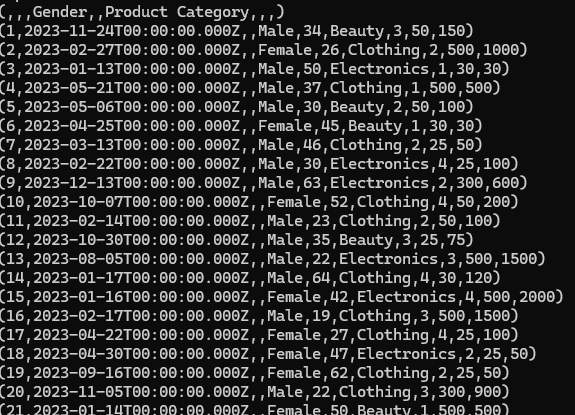 (,,,Gender,,Product Category,,,)
(1,2023-11-24T00:00:00.000Z,,Male,34,Beauty,3,50,150)
(2,2023-02-27T00:00:00.000Z,,Female,26,Clothing,2,500,1000)
(3,2023-01-13T00:00:00.000Z,,Male,50,Electronics,1,30,30)
(4,2023-05-21T00:00:00.000Z,,Male,37,Clothing,1,500,500)
(5,2023-05-06T00:00:00.000Z,,Male,30,Beauty,2,50,100)
(6,2023-04-25T00:00:00.000Z,,Female,45,Beauty,1,30,30)
(7,2023-03-13T00:00:00.000Z,,Male,46,Clothing,2,25,50)
(8,2023-02-22T00:00:00.000Z,,Male,30,Electronics,4,25,100)
(9,2023-12-13T00:00:00.000Z,,Male,63,Electronics,2,300,600)
(10,2023-10-07T00:00:00.000Z,,Female,52,Clothing,4,50,200)
(11,2023-02-14T00:00:00.000Z,,Male,23,Clothing,2,50,100)
(12,2023-10-30T00:00:00.000Z,,Male,35,Beauty,3,25,75)
(13,2023-08-05T00:00:00.000Z,,Male,22,Electronics,3,500,1500)
(14,2023-01-17T00:00:00.000Z,,Male,64,Clothing,4,30,120)
(15,2023-01-16T00:00:00.000Z,,Female,42,Electronics,4,500,2000)
(16,2023-02-17T00:00:00.000Z,,Male,19,Clothing,3,500,1500)
(17,2023-04-22T00:00:00.000Z,,Female,27,Clothing,4,25,100)
(18,2023-04-30T00:00:00.000Z,,Female,47,Electronics,2,25,50)
(19,2023-09-16T00:00:00.000Z,,Female,62,Clothing,2,25,50)
(20,2023-11-05T00:00:00.000Z,,Male,22,Clothing,3,300,900)
(21,2023-01-14T00:00:00.000Z,,Female,50,Beauty,1,500,500)